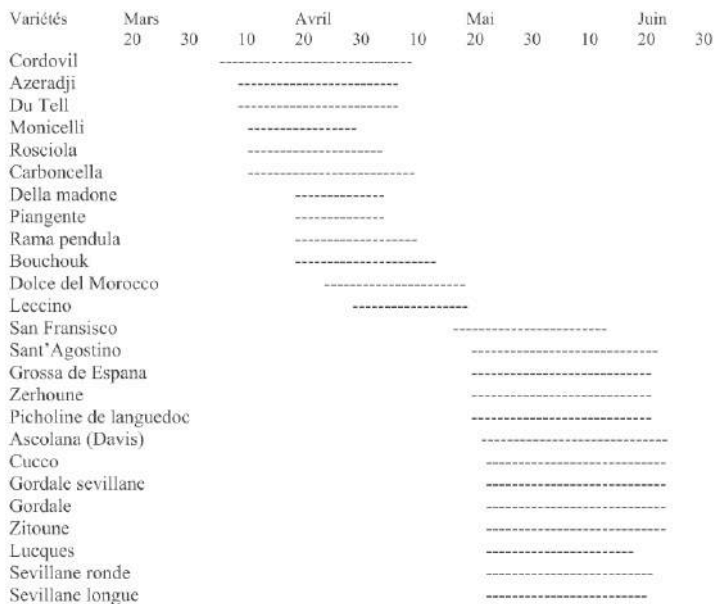 Variétés Mars Avril Mai Juin
20 30 10 20 30 10 20 30 10 20 30
Cordovil
Azeradji
Du Tell
Monicelli
Rosciola
Carboncella
Della madone
Piangente
Rama pendula
Bouchouk
Dolce del Morocco
Leccino
San Fransisco
Sant’Agostino
Grossa de Espana
Zerhoune
Picholine de languedoc
Ascolana (Davis)
Cucco
Gordale sevillane
Gordale
Zitoune
Lucques
Sevillane ronde
Sevillane longue